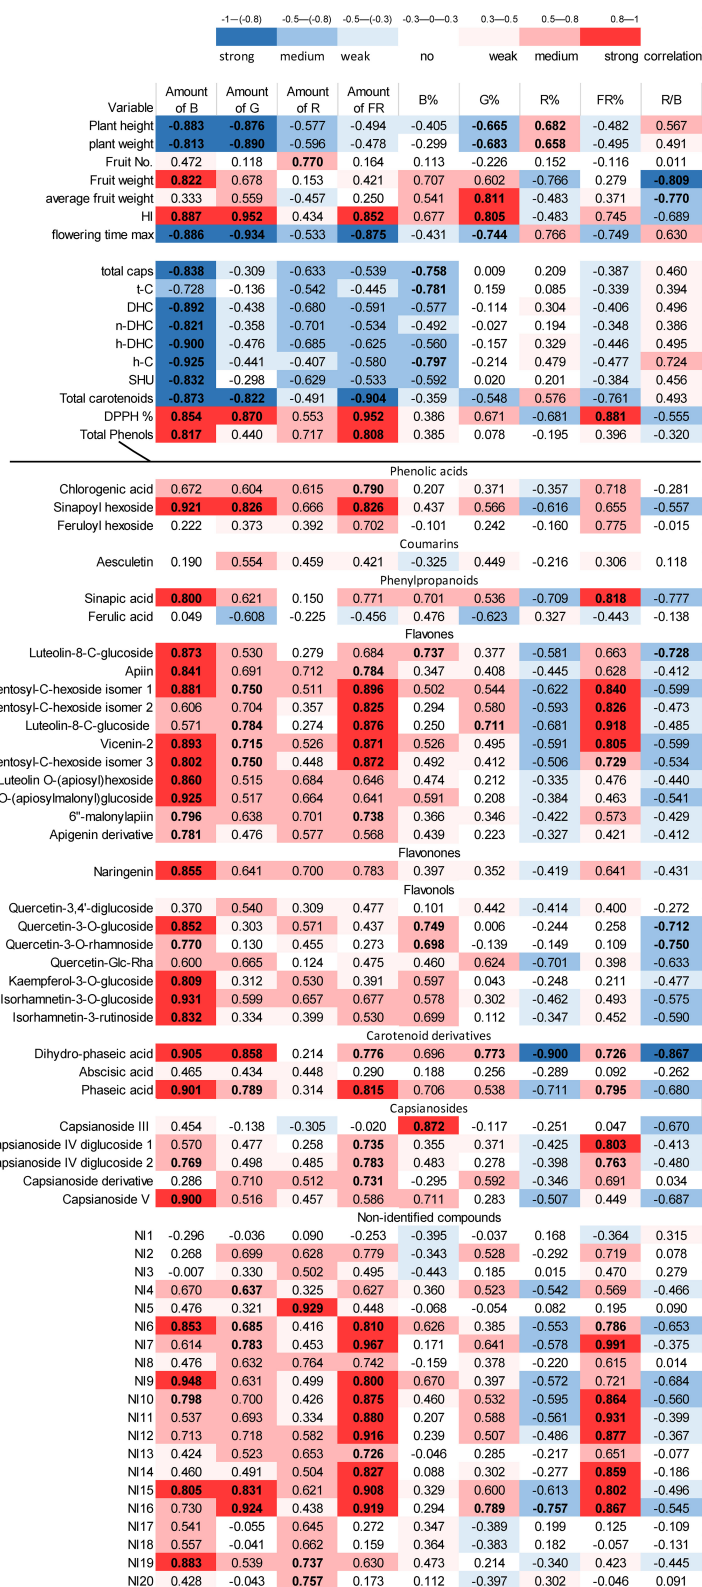 -1—(-0.8) -0.5—(-0.8) -0.5—(-0.3) -0.3—0—0.3 0.3—0.5 0.5—0.8 0.8—1
strong medium weak no weak medium strong correlation
Variable Amount of B Amount of G Amount of R Amount of FR B% G% R% FR% R/B
Plant height -0.883 -0.876 -0.577 -0.494 -0.405 -0.665 0.682 -0.482 0.567
plant weight -0.813 -0.890 -0.596 -0.478 -0.299 -0.683 0.658 -0.495 0.491
Fruit No. 0.472 0.118 0.770 0.164 0.113 -0.226 0.152 -0.116 0.011
Fruit weight 0.822 0.678 0.153 0.421 0.707 0.602 -0.766 0.279 -0.809
average fruit weight 0.333 0.559 -0.457 0.250 0.541 0.811 -0.483 0.371 -0.770
HI 0.887 0.952 0.434 0.852 0.677 0.805 -0.483 0.745 -0.689
flowering time max -0.886 -0.934 -0.533 -0.875 -0.431 -0.744 0.766 -0.749 0.630
total caps -0.838 -0.309 -0.633 -0.539 -0.758 0.009 0.209 -0.387 0.460
t-C -0.728 -0.136 -0.542 -0.445 -0.781 0.159 0.085 -0.339 0.394
DHC -0.892 -0.438 -0.680 -0.591 -0.577 -0.114 0.304 -0.406 0.496
n-DHC -0.821 -0.358 -0.701 -0.534 -0.492 -0.027 0.194 -0.348 0.386
h-DHC -0.900 -0.476 -0.685 -0.625 -0.560 -0.157 0.329 -0.446 0.495
h-C -0.925 -0.441 -0.407 -0.580 -0.797 -0.214 0.479 -0.477 0.724
SHU -0.832 -0.298 -0.629 -0.533 -0.592 0.020 0.201 -0.384 0.456
Total carotenoids -0.873 -0.822 -0.491 -0.904 -0.359 -0.548 0.576 -0.761 0.493
DPPH % 0.854 0.870 0.553 0.952 0.386 0.671 -0.681 0.881 -0.555
Total Phenols 0.817 0.440 0.717 0.808 0.385 0.078 -0.195 0.396 -0.320
Phenolic acids
Chlorogenic acid 0.672 0.604 0.615 0.790 0.207 0.371 -0.357 0.718 -0.281
Sinapoyl hexoside 0.921 0.826 0.666 0.826 0.437 0.566 -0.616 0.655 -0.557
Feruloyl hexoside 0.222 0.373 0.392 0.702 -0.101 0.242 -0.160 0.775 -0.015
Coumarins
Aesculetin 0.190 0.554 0.459 0.421 -0.325 0.449 -0.216 0.306 0.118
Phenylpropanoids
Sinapic acid 0.800 0.621 0.150 0.771 0.701 0.536 -0.709 0.818 -0.777
Ferulic acid 0.049 -0.608 -0.225 -0.456 0.476 -0.623 0.327 -0.443 -0.138
Flavones
Luteolin-8-C-glucoside 0.873 0.530 0.279 0.684 0.737 0.377 -0.581 0.663 -0.728
Apiin 0.841 0.691 0.712 0.784 0.347 0.408 -0.445 0.628 -0.412
entosyl-C-hexoside isomer 1 0.881 0.750 0.511 0.896 0.502 0.544 -0.622 0.840 -0.599
entosyl-C-hexoside isomer 2 0.606 0.704 0.357 0.825 0.294 0.580 -0.593 0.826 -0.473
Luteolin-8-C-glucoside 0.571 0.784 0.274 0.876 0.250 0.711 -0.681 0.918 -0.485
Vicenin-2 0.893 0.715 0.526 0.871 0.526 0.495 -0.591 0.805 -0.599
entosyl-C-hexoside isomer 3 0.802 0.750 0.448 0.872 0.492 0.412 -0.506 0.729 -0.534
Luteolin O-(apiosyl)hexoside 0.860 0.515 0.684 0.646 0.474 0.212 -0.335 0.476 -0.440
O-(apiosylmalonyl)glucoside 0.925 0.517 0.664 0.641 0.591 0.208 -0.384 0.463 -0.541
6"-malonylapiin 0.796 0.638 0.701 0.738 0.366 0.346 -0.422 0.573 -0.429
Apigenin derivative 0.781 0.476 0.577 0.568 0.439 0.223 -0.327 0.421 -0.412
Flavonones
Naringenin 0.855 0.641 0.700 0.783 0.397 0.352 -0.419 0.641 -0.431
Flavonols
Quercetin-3,4'-diglucoside 0.370 0.540 0.309 0.477 0.101 0.442 -0.414 0.400 -0.272
Quercetin-3-O-glucoside 0.852 0.303 0.571 0.437 0.749 0.006 -0.244 0.258 -0.712
Quercetin-3-O-rhamnoside 0.770 0.130 0.455 0.273 0.698 -0.139 -0.149 0.109 -0.750
Quercetin-Glc-Rha 0.600 0.665 0.124 0.475 0.460 0.624 -0.701 0.398 -0.633
Kaempferol-3-O-glucoside 0.809 0.312 0.530 0.391 0.597 0.043 -0.248 0.211 -0.477
Isorhamnetin-3-O-glucoside 0.931 0.599 0.657 0.677 0.578 0.302 -0.462 0.493 -0.575
Isorhamnetin-3-rutinoside 0.832 0.334 0.399 0.530 0.699 0.112 -0.347 0.452 -0.590
Carotenoid derivatives
Dihydro-phaseic acid 0.905 0.858 0.214 0.776 0.696 0.773 -0.900 0.726 -0.867
Abscisic acid 0.465 0.434 0.448 0.290 0.188 0.256 -0.289 0.092 -0.262
Phaseic acid 0.901 0.789 0.314 0.815 0.706 0.538 -0.711 0.795 -0.680
Capsianosides
Capsianoside III 0.454 -0.138 -0.305 -0.020 0.872 -0.117 -0.251 0.047 -0.670
apsianoside IV diglucoside 1 0.570 0.477 0.258 0.735 0.355 0.371 -0.425 0.803 -0.413
apsianoside IV diglucoside 2 0.769 0.498 0.485 0.783 0.483 0.278 -0.398 0.763 -0.480
Capsianoside derivative 0.286 0.710 0.512 0.731 -0.295 0.592 -0.346 0.691 0.034
Capsianoside V 0.900 0.516 0.457 0.586 0.711 0.283 -0.507 0.449 -0.687
Non-identified compounds
NI1 -0.296 -0.036 0.090 -0.253 -0.395 -0.037 0.168 -0.364 0.315
NI2 0.268 0.699 0.628 0.779 -0.343 0.528 -0.292 0.719 0.078
NI3 -0.007 0.330 0.502 0.495 -0.443 0.185 0.015 0.470 0.279
NI4 0.670 0.637 0.325 0.627 0.360 0.523 -0.542 0.569 -0.466
NI5 0.476 0.321 0.929 0.448 -0.068 -0.054 0.082 0.195 0.090
NI6 0.853 0.685 0.416 0.810 0.626 0.385 -0.553 0.786 -0.653
NI7 0.614 0.783 0.453 0.967 0.171 0.641 -0.578 0.991 -0.375
NI8 0.476 0.632 0.764 0.742 -0.159 0.378 -0.220 0.615 0.014
NI9 0.948 0.631 0.499 0.800 0.670 0.397 -0.572 0.721 -0.684
NI10 0.798 0.700 0.426 0.875 0.460 0.532 -0.595 0.864 -0.560
NI11 0.537 0.693 0.334 0.880 0.207 0.588 -0.561 0.931 -0.399
NI12 0.713 0.718 0.582 0.916 0.239 0.507 -0.486 0.877 -0.367
NI13 0.424 0.523 0.653 0.726 -0.046 0.285 -0.217 0.651 -0.077
NI14 0.460 0.491 0.504 0.827 0.088 0.302 -0.277 0.859 -0.186
NI15 0.805 0.831 0.621 0.908 0.329 0.600 -0.613 0.802 -0.496
NI16 0.730 0.924 0.438 0.919 0.294 0.789 -0.757 0.867 -0.545
NI17 0.541 -0.055 0.645 0.272 0.347 -0.389 0.199 0.125 -0.109
NI18 0.557 -0.041 0.662 0.159 0.364 -0.383 0.182 -0.057 -0.131
NI19 0.883 0.539 0.737 0.630 0.473 0.214 -0.340 0.423 -0.445
NI20 0.428 -0.043 0.757 0.173 0.112 -0.397 0.302 -0.046 0.091